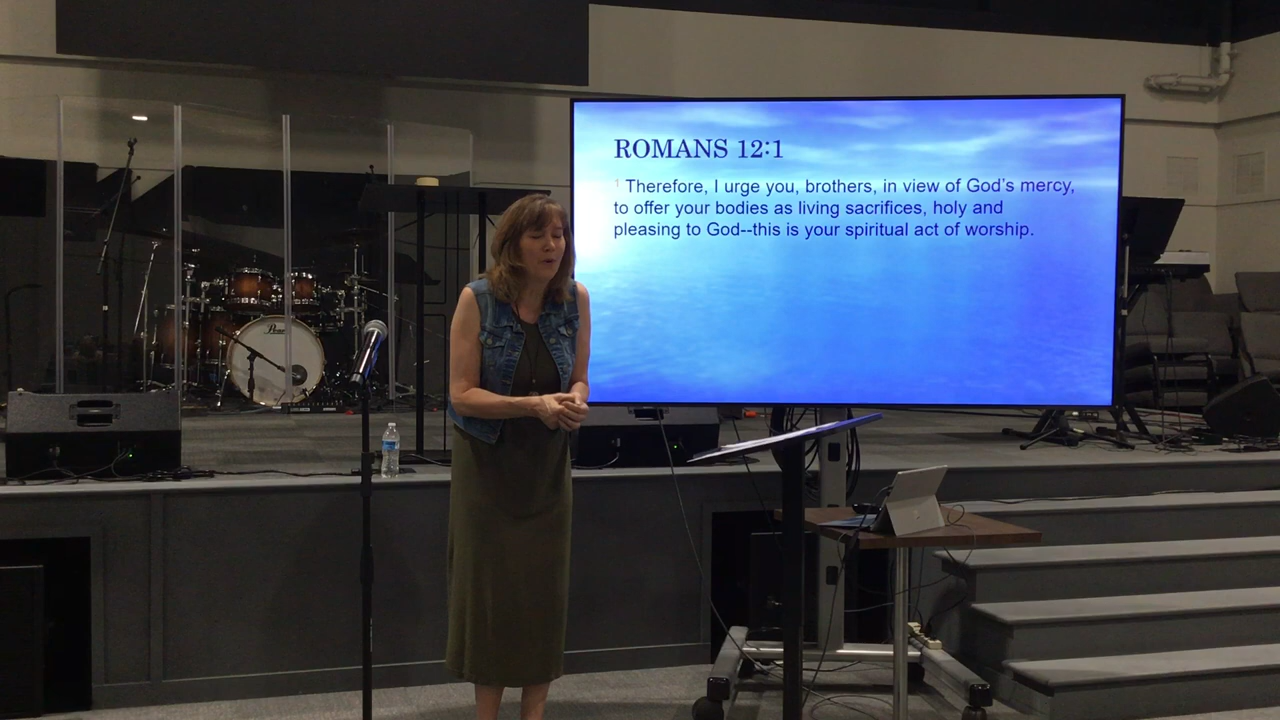 ROMANS 12:1
1 Therefore, I urge you, brothers, in view of God's mercy,
to offer your bodies as living sacrifices, holy and
pleasing to God--this is your spiritual act of worship.
Pearl